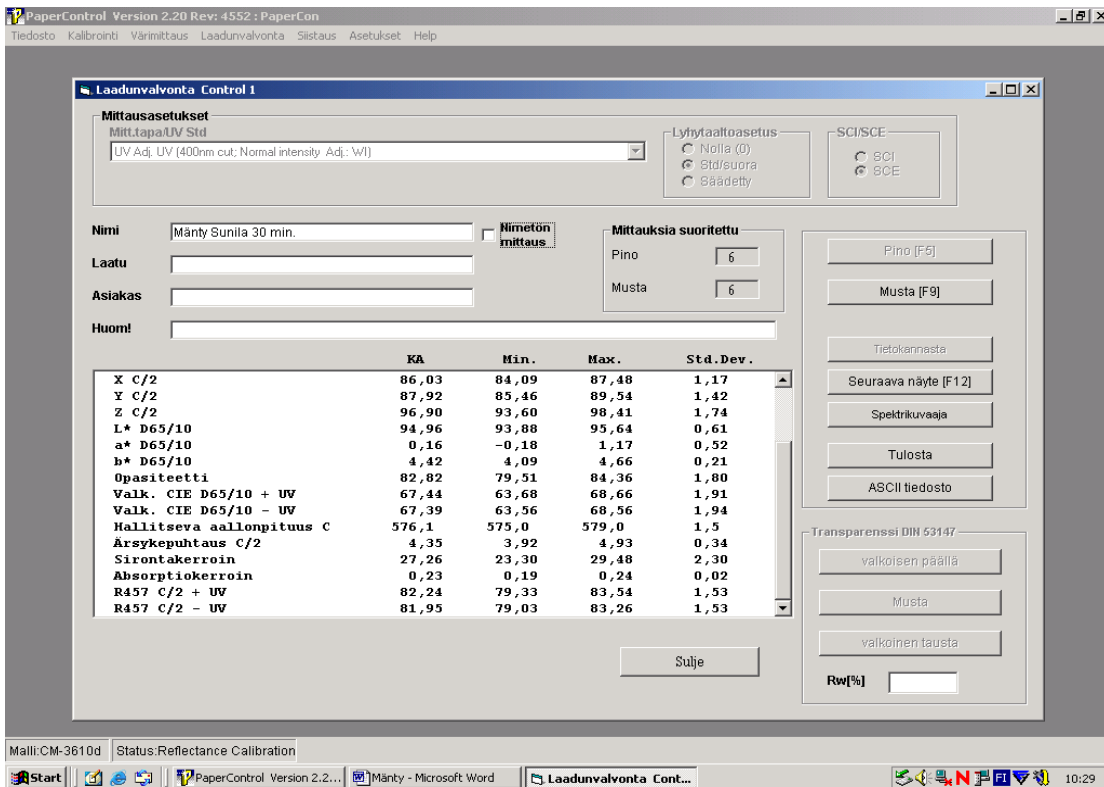 PaperControl Version 2.20 Rev: 4552 : PaperCon
Tiedosto Kalibrointi Värimittaus Laadunvalvonta Siistaus Asetukset Help
Laadunvalvonta Control 1
Mittausasetukset
Mitt.tapa/UV Std
UV Adj. UV (400nm cut; Normal intensity Adj.: WI)
Lyhytaaltoasetus
Nolla (0)
Std/suora
Säädetty
SCI/SCE
SCI
SCE
Nimi Mänty Sunila 30 min.
Nimetön
mittaus
Laatu
Asiakas
Huom!
Mittauksia suoritettu
Pino 6
Musta 6
Pino [F5]
Musta [F9]
Tietokannasta
Seuraava näyte [F12]
Spektrikuvaaja
Tulosta
ASCII tiedosto
KA Min. Max. Std.Dev.
X C/2 86,03 84,09 87,48 1,17
Y C/2 87,92 85,46 89,54 1,42
Z C/2 96,90 93,60 98,41 1,74
L* D65/10 94,96 93,88 95,64 0,61
a* D65/10 0,16 -0,18 1,17 0,52
b* D65/10 4,42 4,09 4,66 0,21
Opasiteetti 82,82 79,51 84,36 1,80
Valk. CIE D65/10 + UV 67,44 63,68 68,66 1,91
Valk. CIE D65/10 - UV 67,39 63,56 68,56 1,94
Hallitseva aallonpituus C 576,1 575,0 579,0 1,5
Ärsykepuhtaus C/2 4,35 3,92 4,93 0,34
Sirontakerroin 27,26 23,30 29,48 2,30
Absorptiokerroin 0,23 0,19 0,24 0,02
R457 C/2 + UV 82,24 79,33 83,54 1,53
R457 C/2 - UV 81,95 79,03 83,26 1,53
Transparenssi DIN 53147
valkoisen päällä
Musta
valkoinen tausta
Rw[%]
Sulje
Malli:CM-3610d Status:Reflectance Calibration
Start PaperControl Version 2.2... Mänty - Microsoft Word Laadunvalvonta Cont... FI 10:29